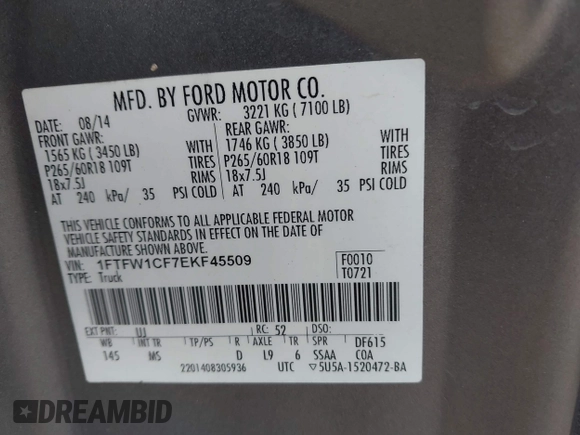 MFD. BY FORD MOTOR CO.
DATE: 08/14 GVWR: 3221 KG ( 7100 LB)
FRONT GAWR: REAR GAWR:
1565 KG ( 3450 LB) WITH 1746 KG ( 3850 LB) WITH
P265/60R18 109T TIRES P265/60R18 109T TIRES
18x7.5J RIMS 18x7.5J RIMS
AT 240 kPa/ 35 PSI COLD AT 240 kPa/ 35 PSI COLD
THIS VEHICLE CONFORMS TO ALL APPLICABLE FEDERAL MOTOR
VEHICLE SAFETY STANDARDS IN EFFECT ON THE DATE OF
MANUFACTURE SHOWN ABOVE.
VIN: 1FTFW1CF7EKF45509 F0010
TYPE: Truck T0721
EXT PNT: UJ RC: 52 DSO:
WB INT TR TP/PS R AXLE TR SPR DF615
145 MS D L9 6 SSAA COA
2201408305936 UTC ▽5U5A-1520472-BA
DREAMBID.COM